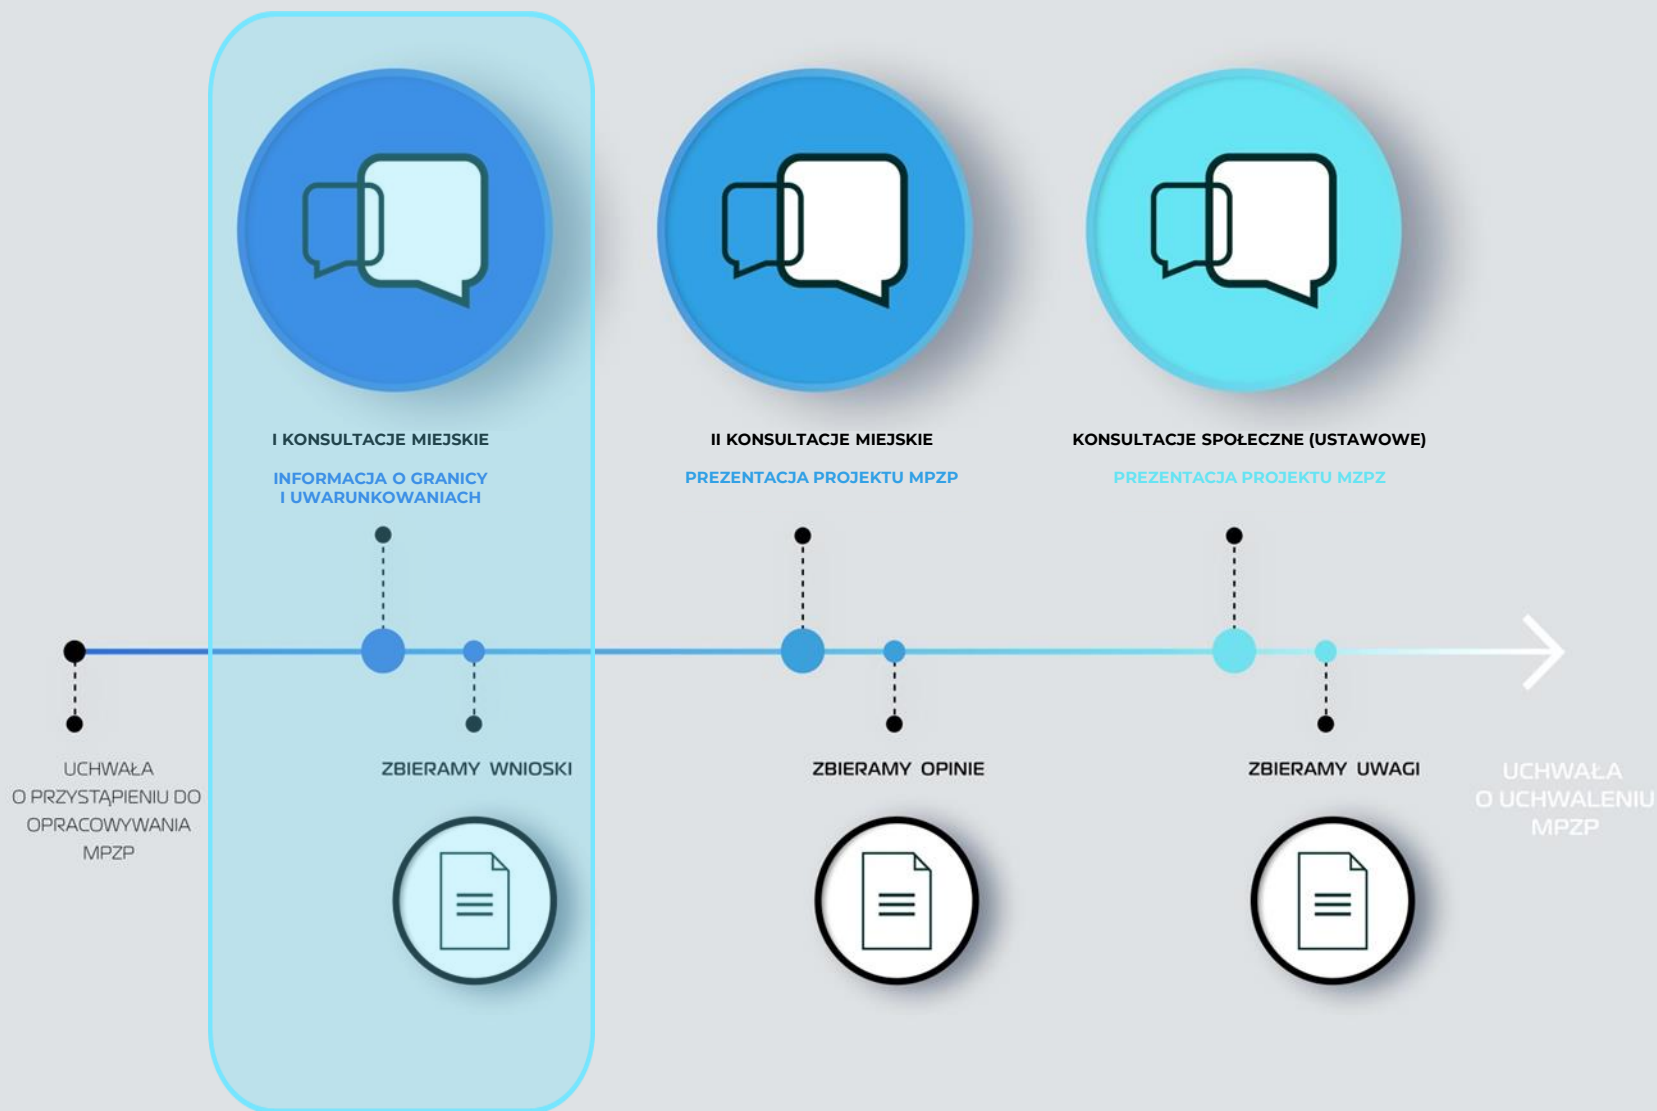 I KONSULTACJE MIEJSKIE
INFORMACJA O GRANICY
I UWARUNKOWANIACH
II KONSULTACJE MIEJSKIE
PREZENTACJA PROJEKTU MPZP
KONSULTACJE SPOŁECZNE (USTAWOWE)
PREZENTACJA PROJEKTU MZPZ
UCHWAŁA
O PRZYSTĄPIENIU DO
OPRACOWYWANIA
MPZP
ZBIERAMY WNIOSKI
ZBIERAMY OPINIE
ZBIERAMY UWAGI
UCHWAŁA
O UCHWALENIU
MPZP